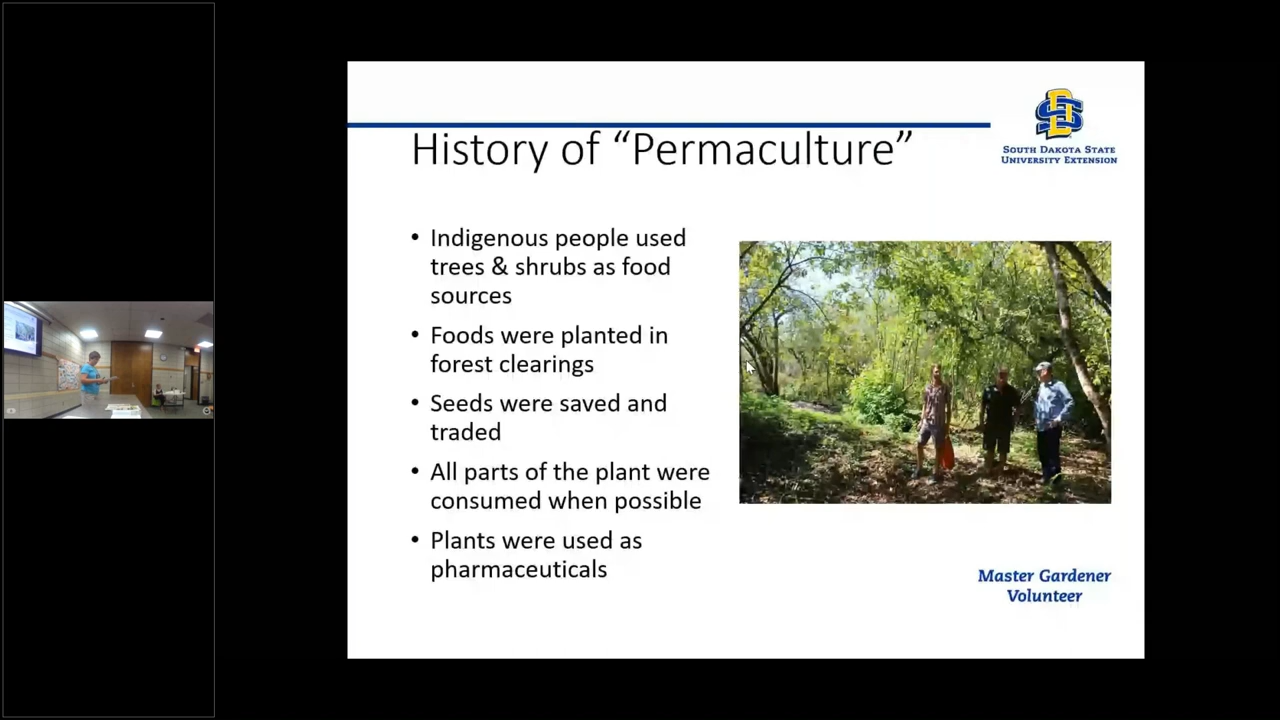 History of “Permaculture”
SOUTH DAKOTA STATE
UNIVERSITY EXTENSION
• Indigenous people used
trees & shrubs as food
sources
• Foods were planted in
forest clearings
• Seeds were saved and
traded
• All parts of the plant were
consumed when possible
• Plants were used as
pharmaceuticals
Master Gardener
Volunteer